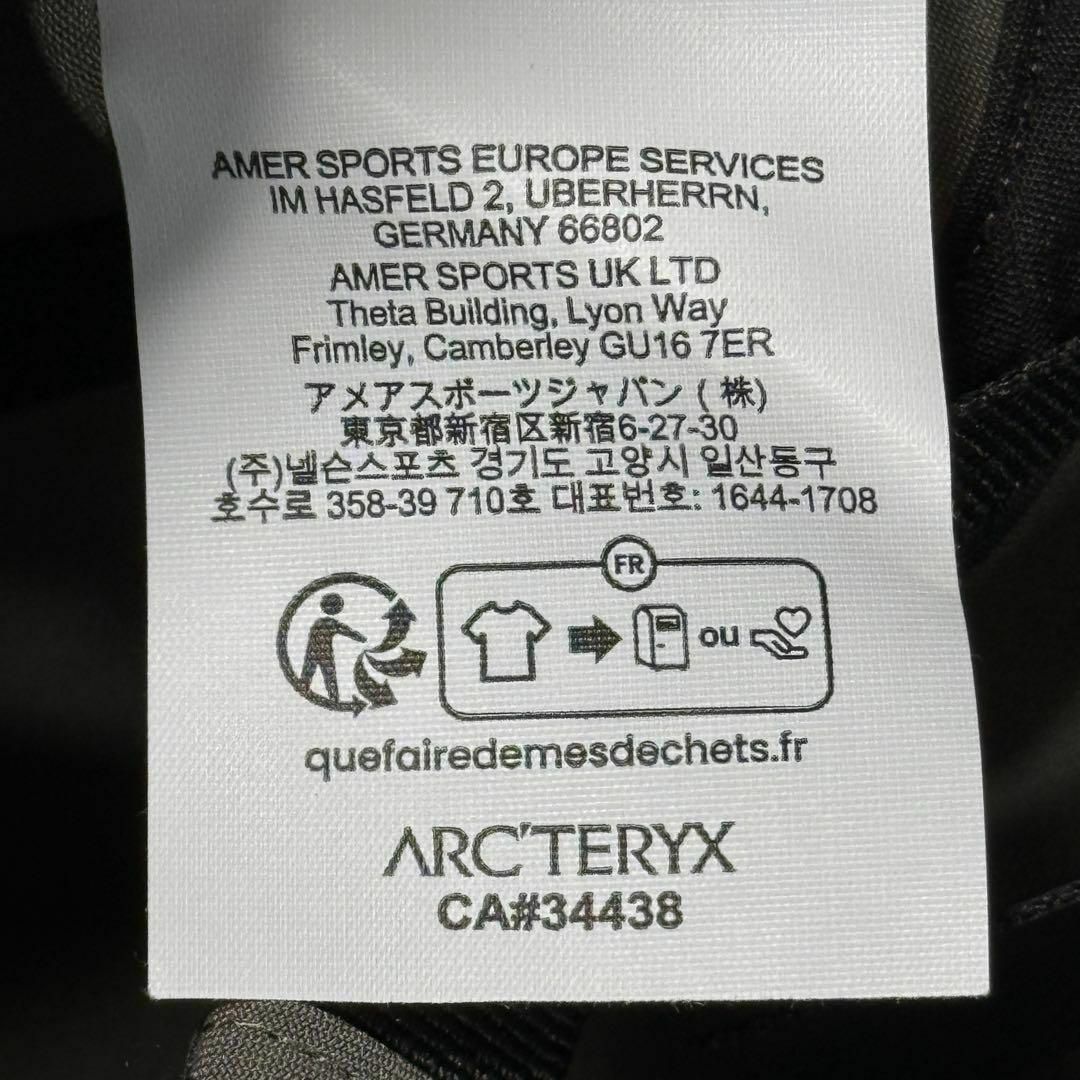 AMER SPORTS EUROPE SERVICES
IM HASFELD 2, UBERHERRN,
GERMANY 66802
AMER SPORTS UK LTD
Theta Building, Lyon Way
Frimley, Camberley GU16 7ER
アメアスポーツジャパン (株)
東京都新宿区新宿6-27-30
(주)넬슨스포츠 경기도 고양시 일산동구
호수로 358-39 710호 대표번호: 1644-1708
FR
ou
quefairedemesdechets.fr
ARC'TERYX
CA#34438